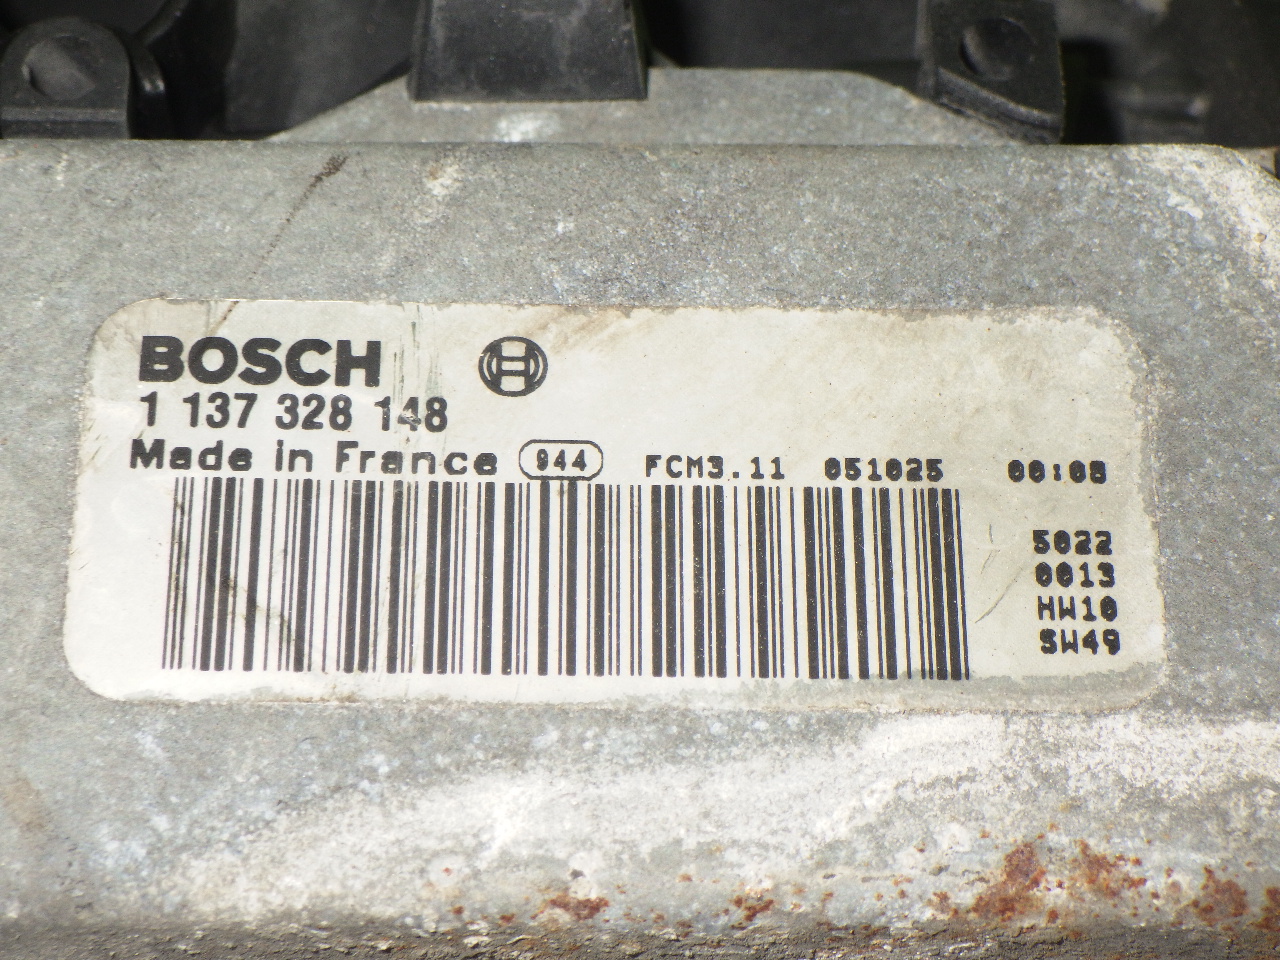 BOSCH
1 137 328 148
Made in France 944 FCM3.11 051025 00:08
5022
0013
HW10
SW49